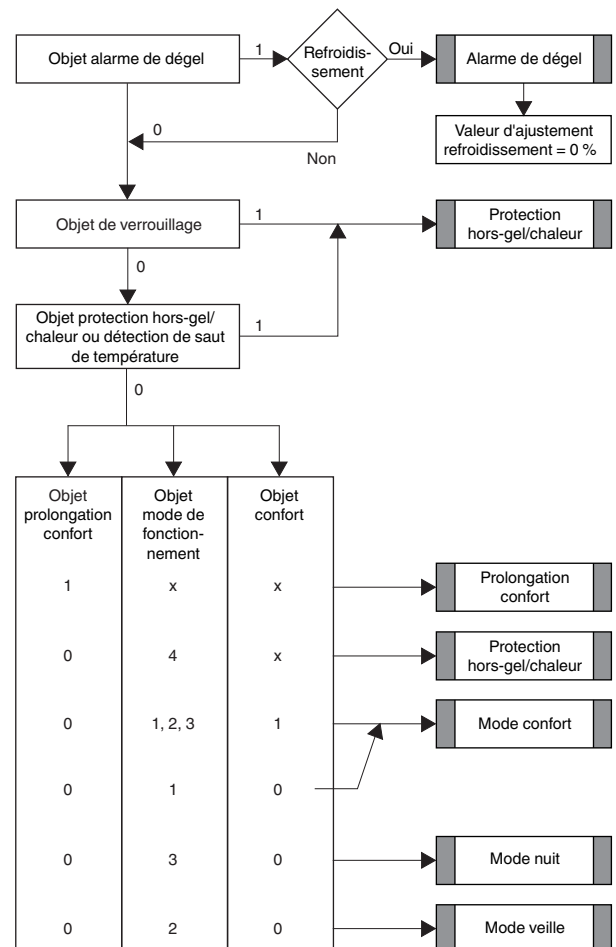 Objet alarme de dégel
1
Refroidis-
sement
Oui
Alarme de dégel
0
Non
Valeur d'ajustement
refroidissement = 0 %
Objet de verrouillage
1
Protection
hors-gel/chaleur
0
Objet protection hors-gel/
chaleur ou détection de saut
de température
1
0
Objet
prolongation
confort
Objet
mode de
fonction-
nement
Objet
confort
1 x x
Prolongation
confort
0 4 x
Protection
hors-gel/chaleur
0 1, 2, 3 1 Mode confort
0 1 0
0 3 0 Mode nuit
0 2 0 Mode veille